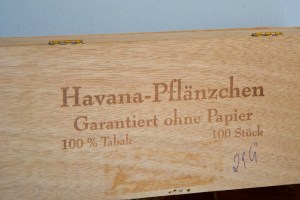 Havana-Pflänzchen
Garantiert ohne Papier
100 % Tabak 100 Stück